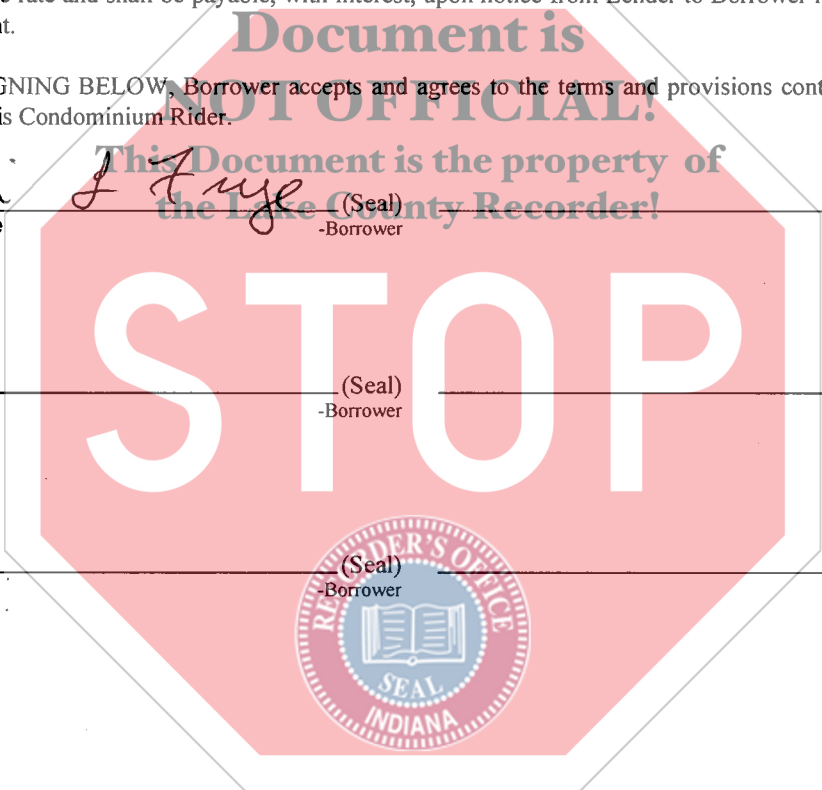 e rate and shall be payable, with interest, upon notice from Lender to Borrower r
nt.
Document is
GNING BELOW, Borrower accepts and agrees to the terms and provisions cont
NOT OFFICIAL!
is Condominium Rider.
This Document is the property of
(Seal)
the Lake County Recorder!
e
-Borrower
STOP
(Seal)
-Borrower
(Seal)
-Borrower
RECORDER'S OFFICE
SEAL
INDIANA